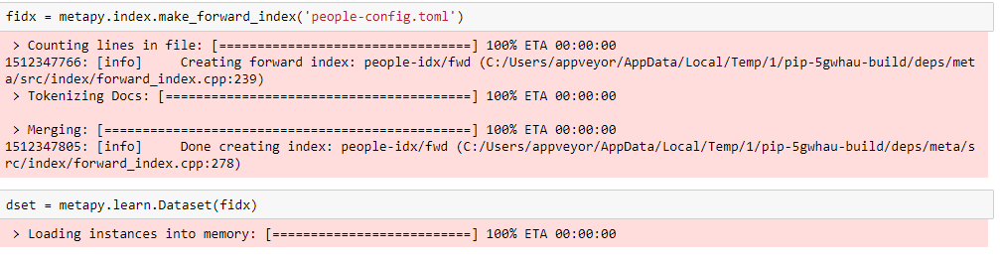 fidx = metapy.index.make_forward_index('people-config.toml')
> Counting lines in file: [=================================] 100% ETA 00:00:00
1512347766: [info]     Creating forward index: people-idx/fwd (C:/Users/appveyor/AppData/Local/Temp/1/pip-5gwhau-build/deps/met
a/src/index/forward_index.cpp:239)
> Tokenizing Docs: [========================================] 100% ETA 00:00:00
> Merging: [================================================] 100% ETA 00:00:00
1512347805: [info]     Done creating index: people-idx/fwd (C:/Users/appveyor/AppData/Local/Temp/1/pip-5gwhau-build/deps/meta/s
rc/index/forward_index.cpp:278)
dset = metapy.learn.Dataset(fidx)
> Loading instances into memory: [==========================] 100% ETA 00:00:00